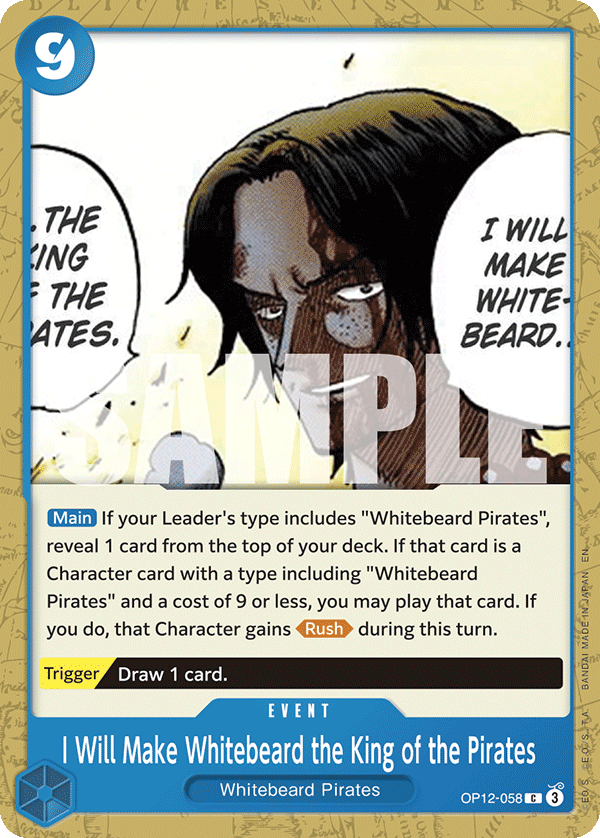 DLICHES EISMEER
9
. THE
KING
F THE
ATES.
I WILL
MAKE
WHITE-
BEARD..
SAMPLE
Main If your Leader's type includes "Whitebeard Pirates",
reveal 1 card from the top of your deck. If that card is a
Character card with a type including "Whitebeard
Pirates" and a cost of 9 or less, you may play that card. If
you do, that Character gains Rush during this turn.
Trigger Draw 1 card.
EVENT
I Will Make Whitebeard the King of the Pirates
Whitebeard Pirates
OP12-058 C 3
©E.O./S. ©E.O./S.,T.A. BANDAI MADE IN JAPAN EN